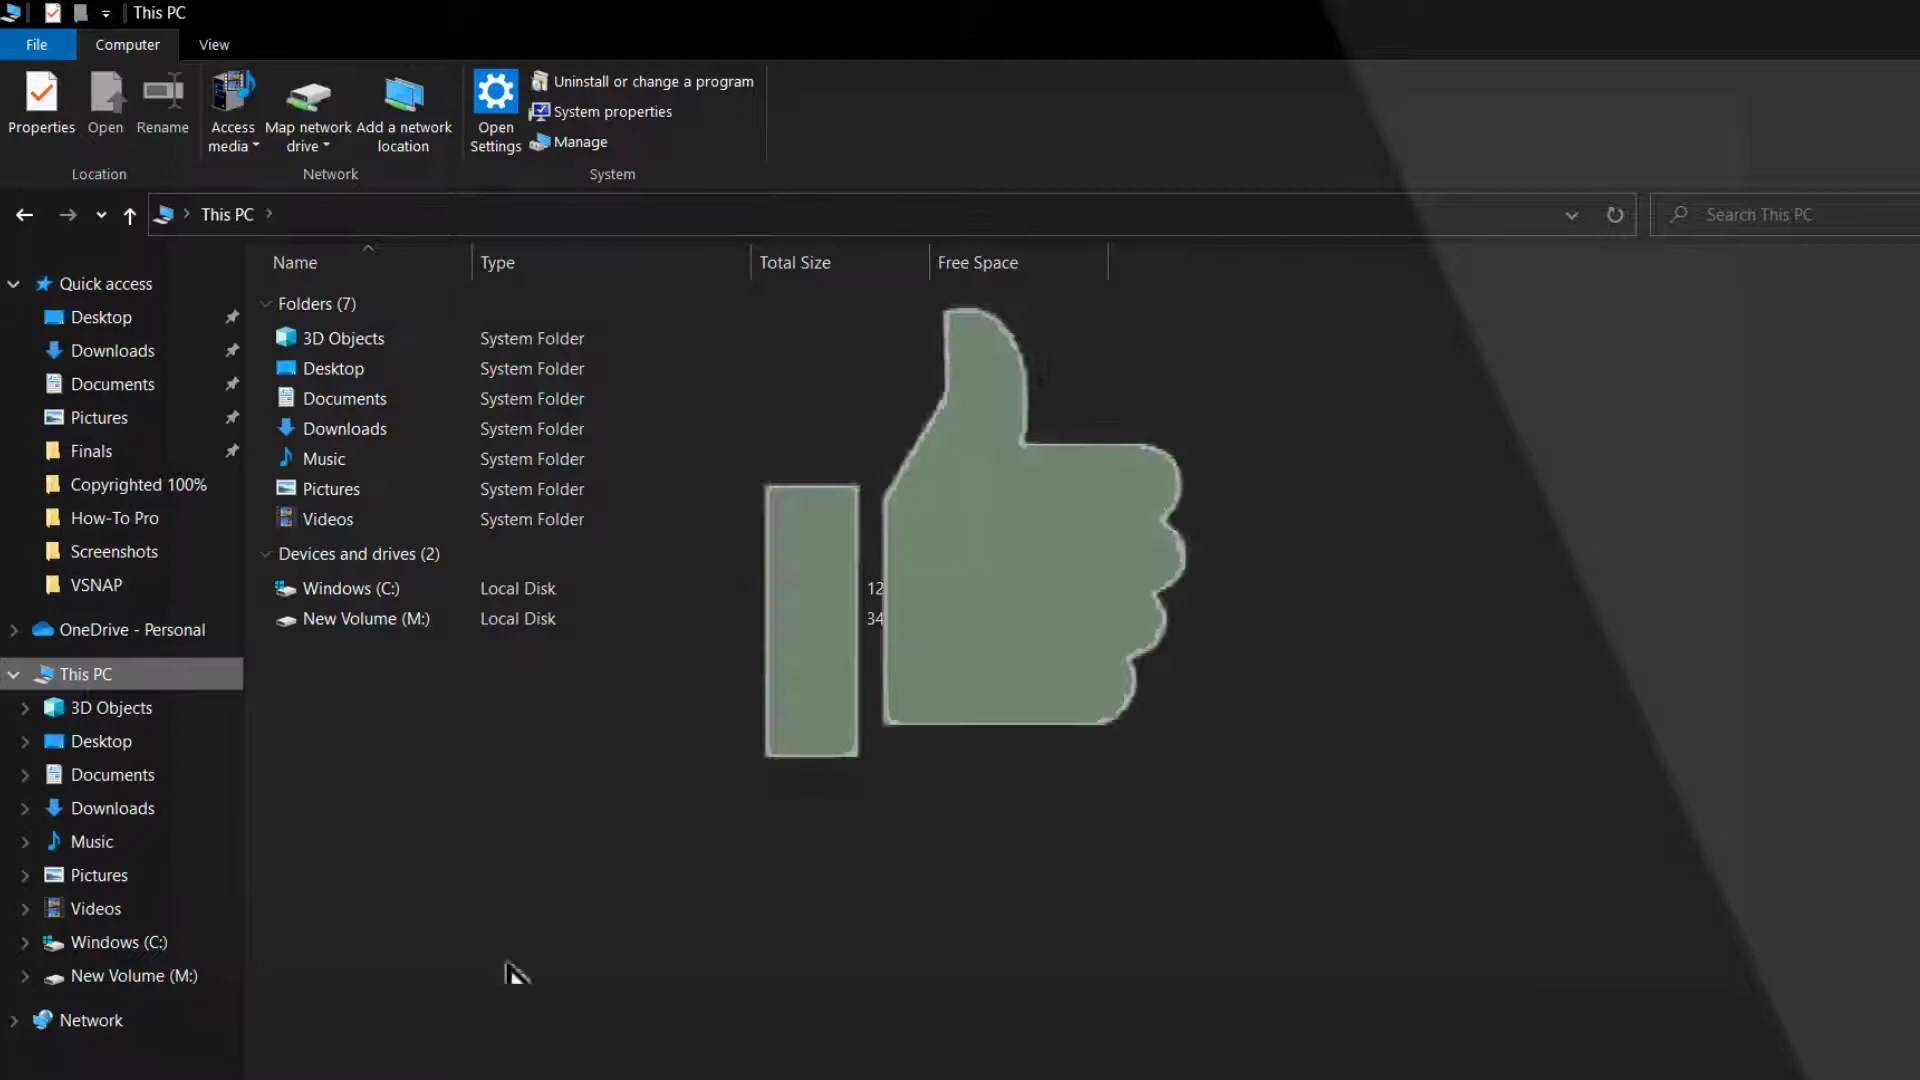 This PC
File Computer View
Uninstall or change a program
System properties
Manage
Properties Open Rename Access media Map network drive Add a network location Open Settings
Location Network System
This PC
Search This PC
Name Type Total Size Free Space
Quick access
Desktop
Downloads
Documents
Pictures
Finals
Copyrighted 100%
How-To Pro
Screenshots
VSNAP
OneDrive - Personal
This PC
3D Objects
Desktop
Documents
Downloads
Music
Pictures
Videos
Windows (C:)
New Volume (M:)
Network
Folders (7)
3D Objects System Folder
Desktop System Folder
Documents System Folder
Downloads System Folder
Music System Folder
Pictures System Folder
Videos System Folder
Devices and drives (2)
Windows (C:) Local Disk 12
New Volume (M:) Local Disk 34